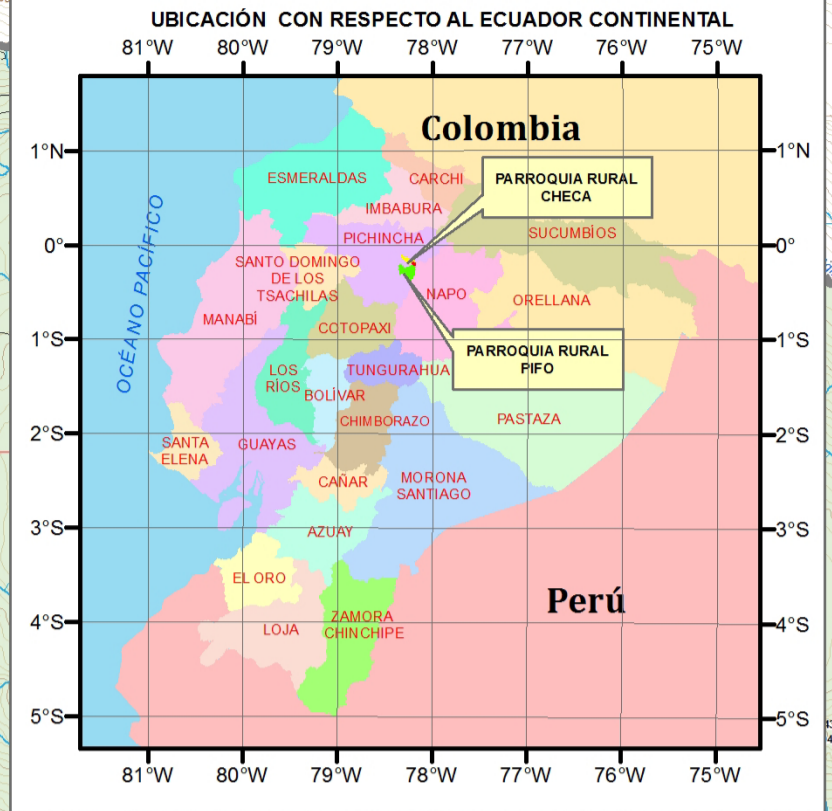 UBICACIÓN CON RESPECTO AL ECUADOR CONTINENTAL
81°W 80°W 79°W 78°W 77°W 76°W 75°W
Colombia
1°N 1°N
ESMERALDAS
CARCHI
PARROQUIA RURAL
CHECA
IMBABURA
OCÉANO PACÍFICO
PICHINCHA
SUCUMBÍOS
0° 0°
SANTO DOMINGO
DE LOS
TSACHILAS
NAPO
ORELLANA
MANABÍ
COTOPAXI
1°S 1°S
PARROQUIA RURAL
PIFO
LOS
RÍOS
TUNGURAHUA
BOLÍVAR
CHIMBORAZO
PASTAZA
2°S 2°S
SANTA
ELENA
GUAYAS
CAÑAR
MORONA
SANTIAGO
3°S 3°S
AZUAY
EL ORO
Perú
LOJA
ZAMORA
CHINCHIPE
4°S 4°S
5°S 5°S
81°W 80°W 79°W 78°W 77°W 76°W 75°W